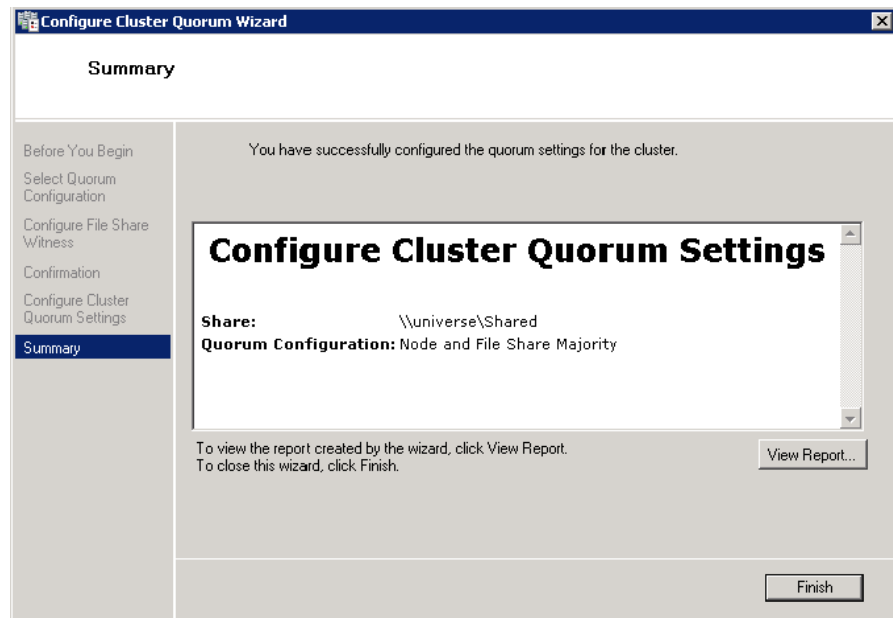 Configure Cluster Quorum Wizard
Summary
Before You Begin
Select Quorum
Configuration
Configure File Share
Witness
Confirmation
Configure Cluster
Quorum Settings
Summary
You have successfully configured the quorum settings for the cluster.
Configure Cluster Quorum Settings
Share: \\universe\Shared
Quorum Configuration: Node and File Share Majority
To view the report created by the wizard, click View Report.
To close this wizard, click Finish.
View Report...
Finish